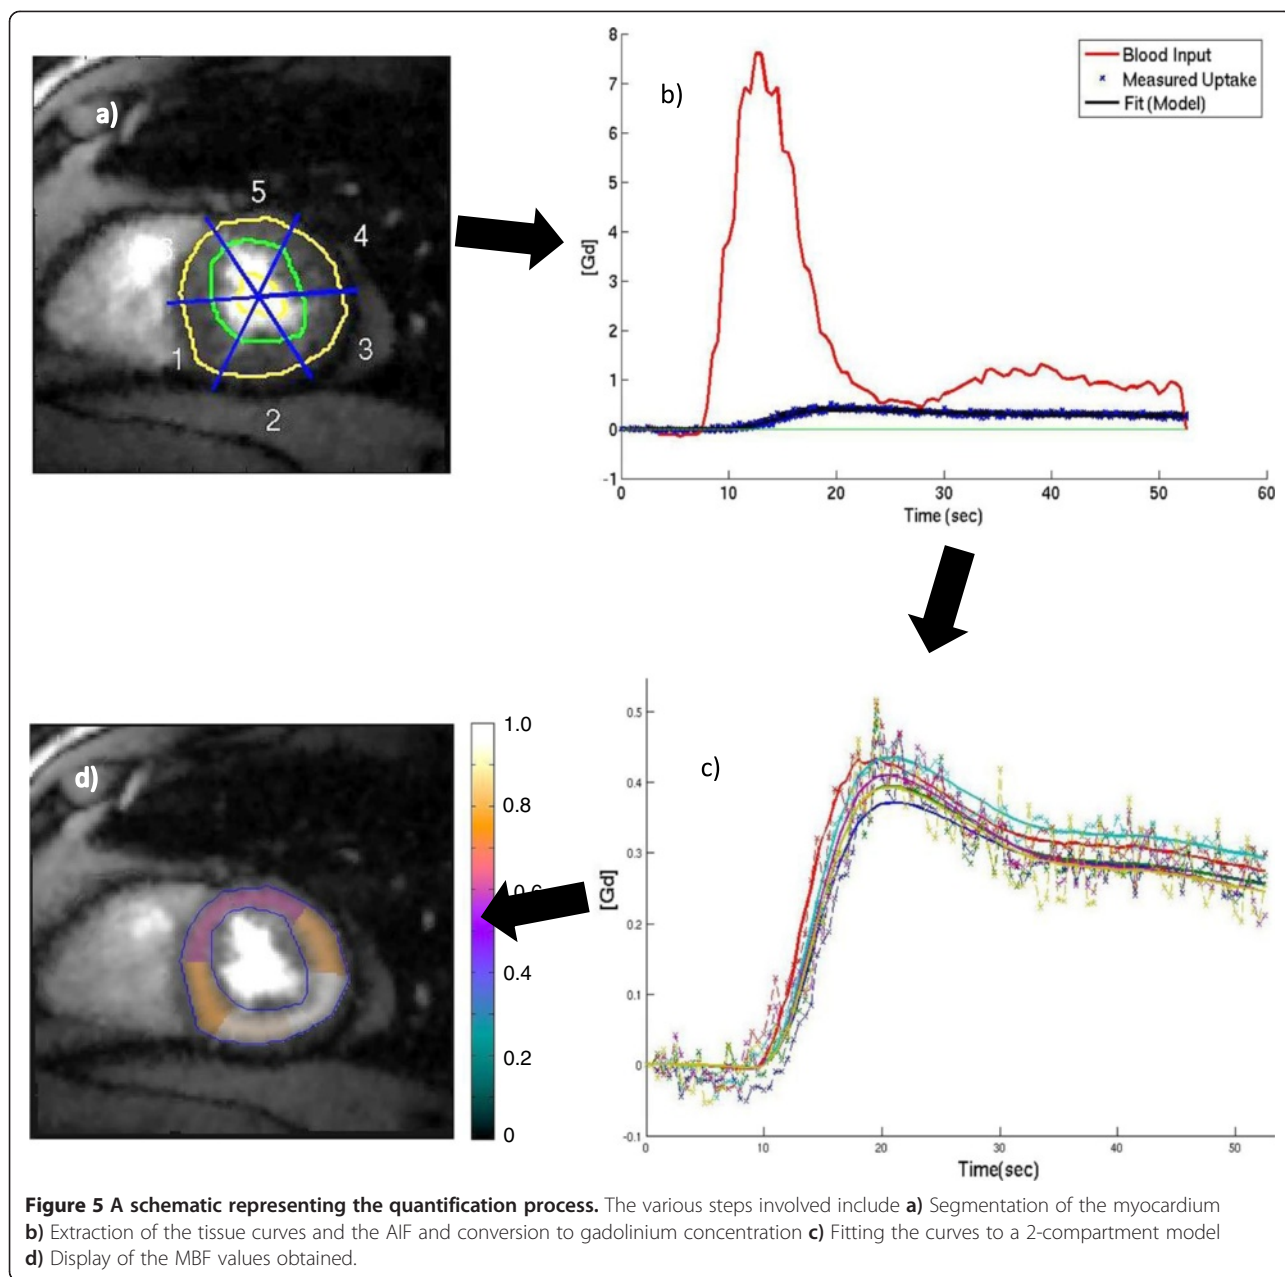 a)
5
4
6
1
3
2
b)
8
7
6
5
4
3
2
1
0
-1
[Gd]
0 10 20 30 40 50 60
Time (sec)
Blood Input
Measured Uptake
Fit (Model)
d)
1.0
0.8
0.6
0.4
0.2
0
c)
0.5
0.4
0.3
0.2
0.1
0
-0.1
[Gd]
0 10 20 30 40 50
Time(sec)
Figure 5 A schematic representing the quantification process. The various steps involved include a) Segmentation of the myocardium
b) Extraction of the tissue curves and the AIF and conversion to gadolinium concentration c) Fitting the curves to a 2-compartment model
d) Display of the MBF values obtained.